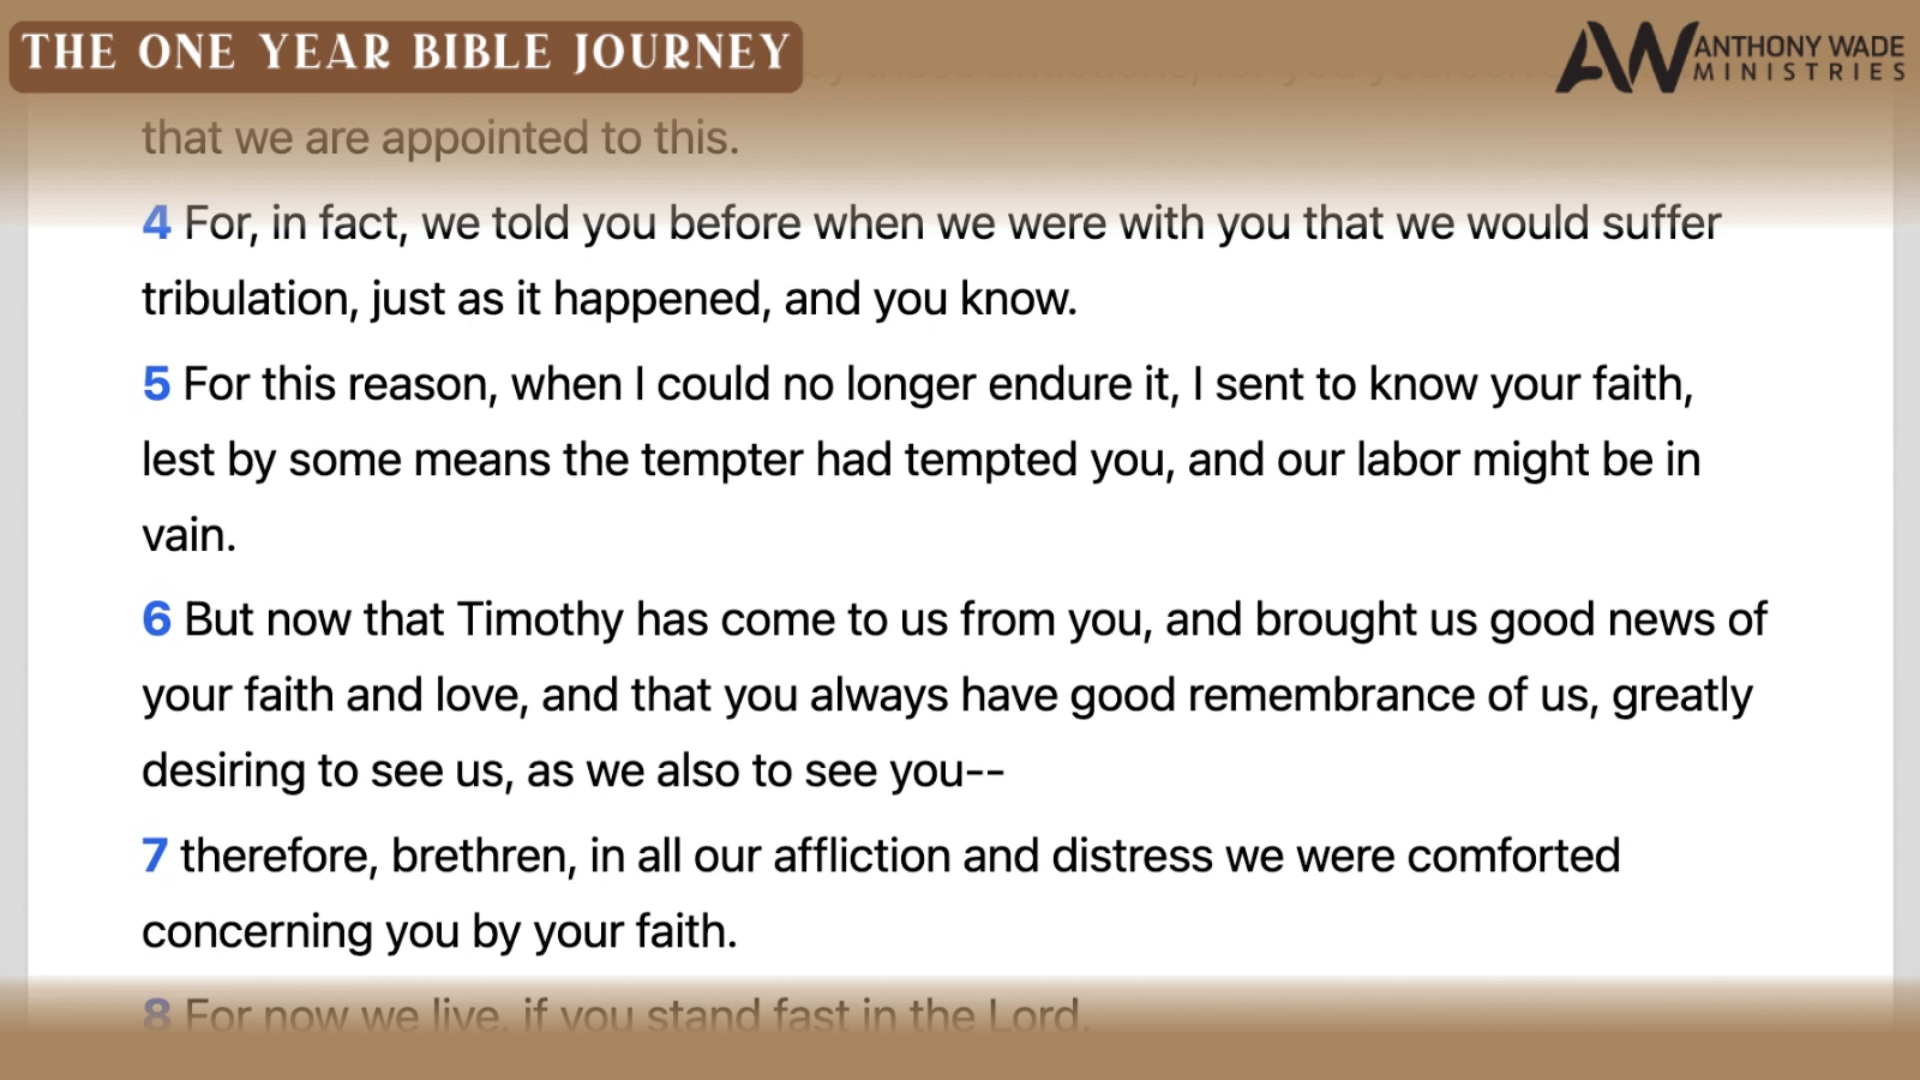 THE ONE YEAR BIBLE JOURNEY
AW ANTHONY WADE
MINISTRIES
that we are appointed to this.
4 For, in fact, we told you before when we were with you that we would suffer
tribulation, just as it happened, and you know.
5 For this reason, when I could no longer endure it, I sent to know your faith,
lest by some means the tempter had tempted you, and our labor might be in
vain.
6 But now that Timothy has come to us from you, and brought us good news of
your faith and love, and that you always have good remembrance of us, greatly
desiring to see us, as we also to see you--
7 therefore, brethren, in all our affliction and distress we were comforted
concerning you by your faith.
8 For now we live, if you stand fast in the Lord.